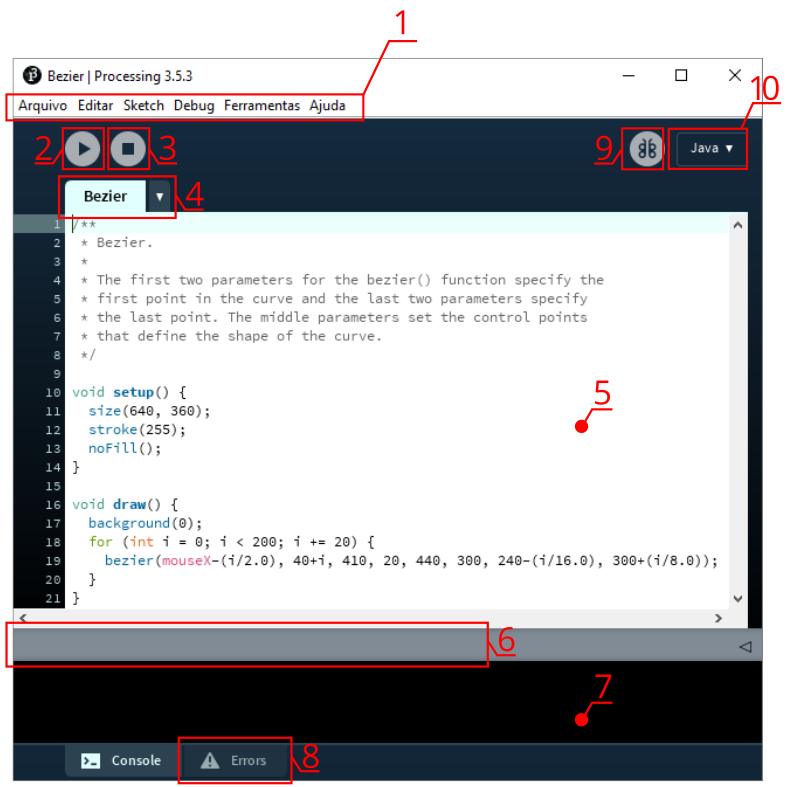 1
Bezier | Processing 3.5.3
10
Arquivo Editar Sketch Debug Ferramentas Ajuda
2 3 9 Java ▾
Bezier ▾ 4
1 /**
2  * Bezier.
3  *
4  * The first two parameters for the bezier() function specify the
5  * first point in the curve and the last two parameters specify
6  * the last point. The middle parameters set the control points
7  * that define the shape of the curve.
8  */
9
10 void setup() {
5
11   size(640, 360);
12   stroke(255);
13   noFill();
14 }
15
16 void draw() {
17   background(0);
18   for (int i = 0; i < 200; i += 20) {
19     bezier(mouseX-(i/2.0), 40+i, 410, 20, 440, 300, 240-(i/16.0), 300+(i/8.0));
20   }
21 }
6
7
Console Errors 8